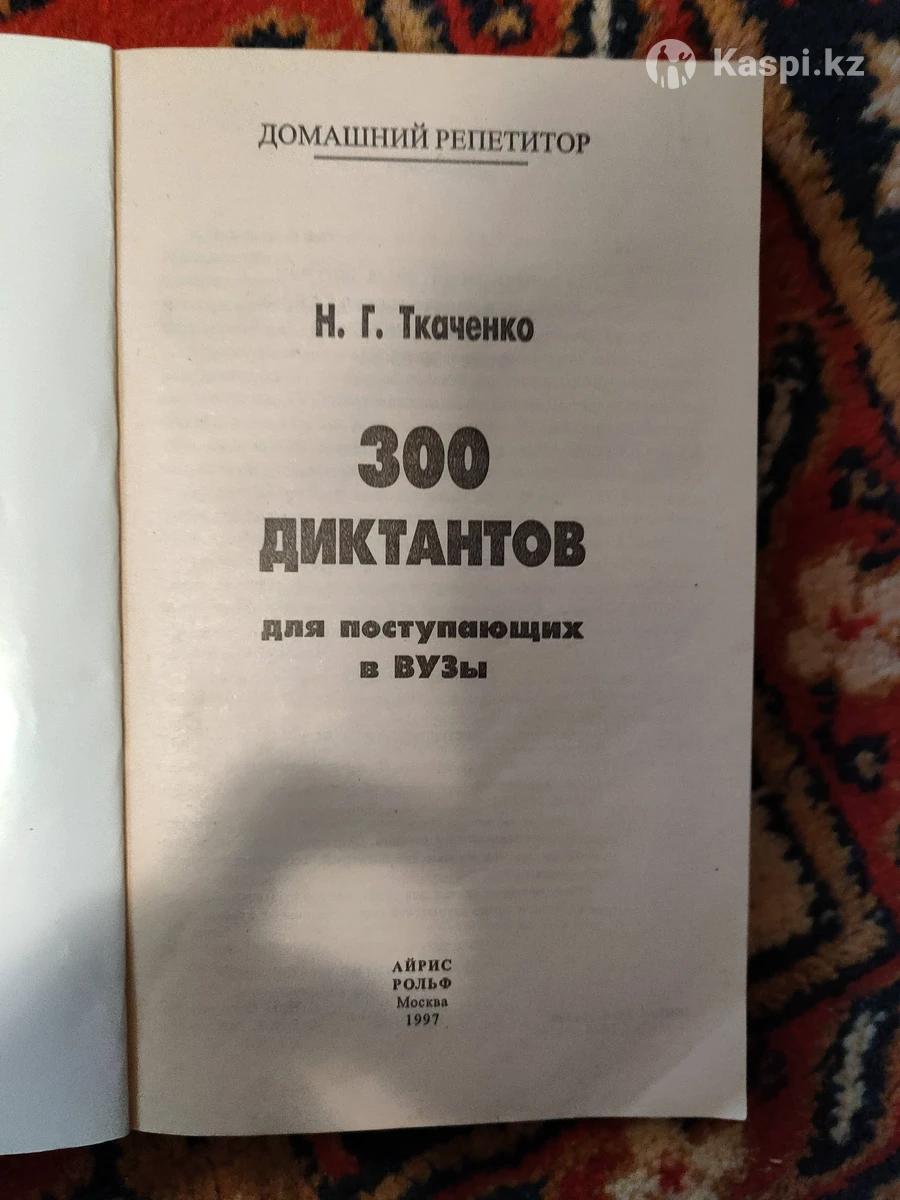 Kaspi.kz
ДОМАШНИЙ РЕПЕТИТОР
Н. Г. Ткаченко
300
ДИКТАНТОВ
для поступающих
в ВУЗы
АЙРИС
РОЛЬФ
Москва
1997